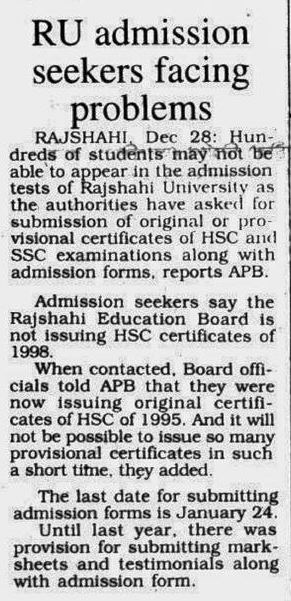 RU admission
seekers facing
problems
RAJSHAHI, Dec 28: Hun-
dreds of students may not be
able to appear in the admission
tests of Rajshahi University as
the authorities have asked for
submission of original or pro-
visional certificates of HSC and
SSC examinations along with
admission forms, reports APB.
Admission seekers say the
Rajshahi Education Board is
not issuing HSC certificates of
1998.
When contacted, Board offi-
cials told APB that they were
now issuing original certifi-
cates of HSC of 1995. And it will
not be possible to issue so many
provisional certificates in such
a short time, they added.
The last date for submitting
admission forms is January 24.
Until last year, there was
provision for submitting mark-
sheets and testimonials along
with admission form.